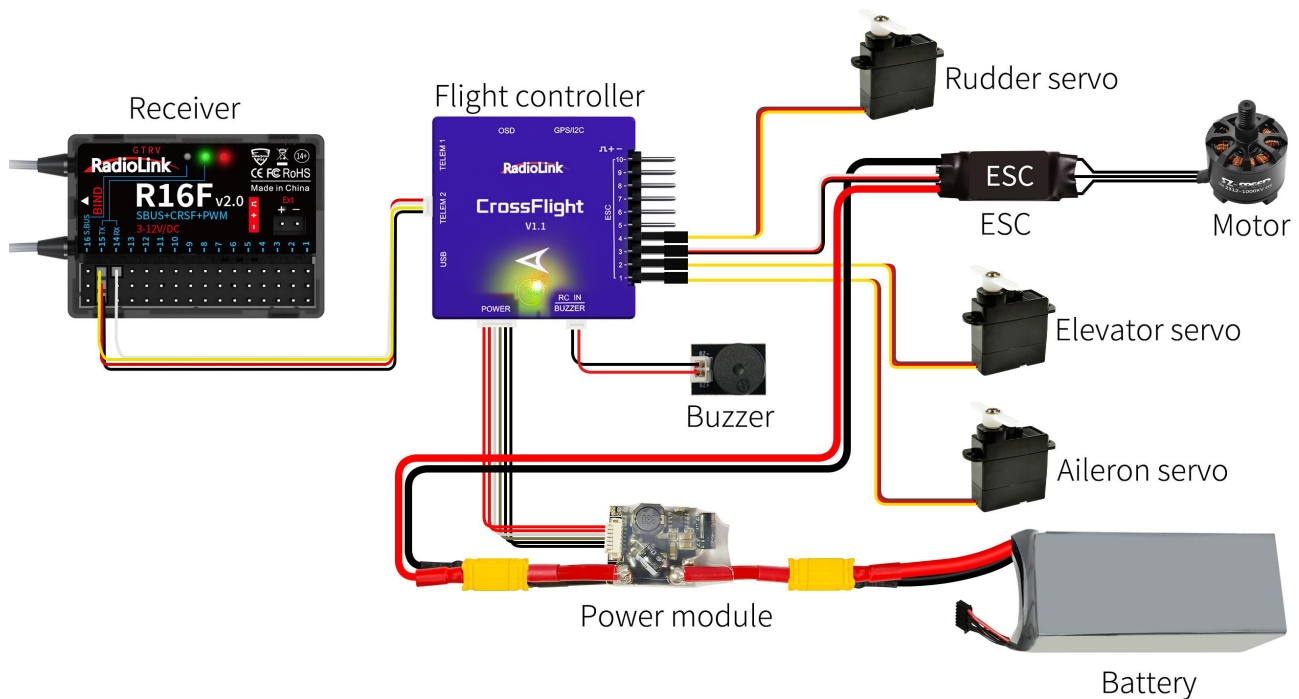 Receiver
GTRV
RadioLink
14+
CE FC RoHS
Made in China
R16F v2.0
SBUS+CRSF+PWM
3-12V/DC
BIND
Ext
+ −
16 S.BUS
15 TX
14 RX
13
12
11
10
9
8
7
6
5
4
3
2
1
Flight controller
OSD
GPS/I2C
TELEM 1
TELEM 2
USB
RadioLink
CrossFlight
V1.1
POWER
RC IN
BUZZER
+ −
10
9
8
7
6
5
4
3
2
1
ESC
Rudder servo
ESC
ESC
Motor
Elevator servo
Buzzer
Aileron servo
Power module
Battery